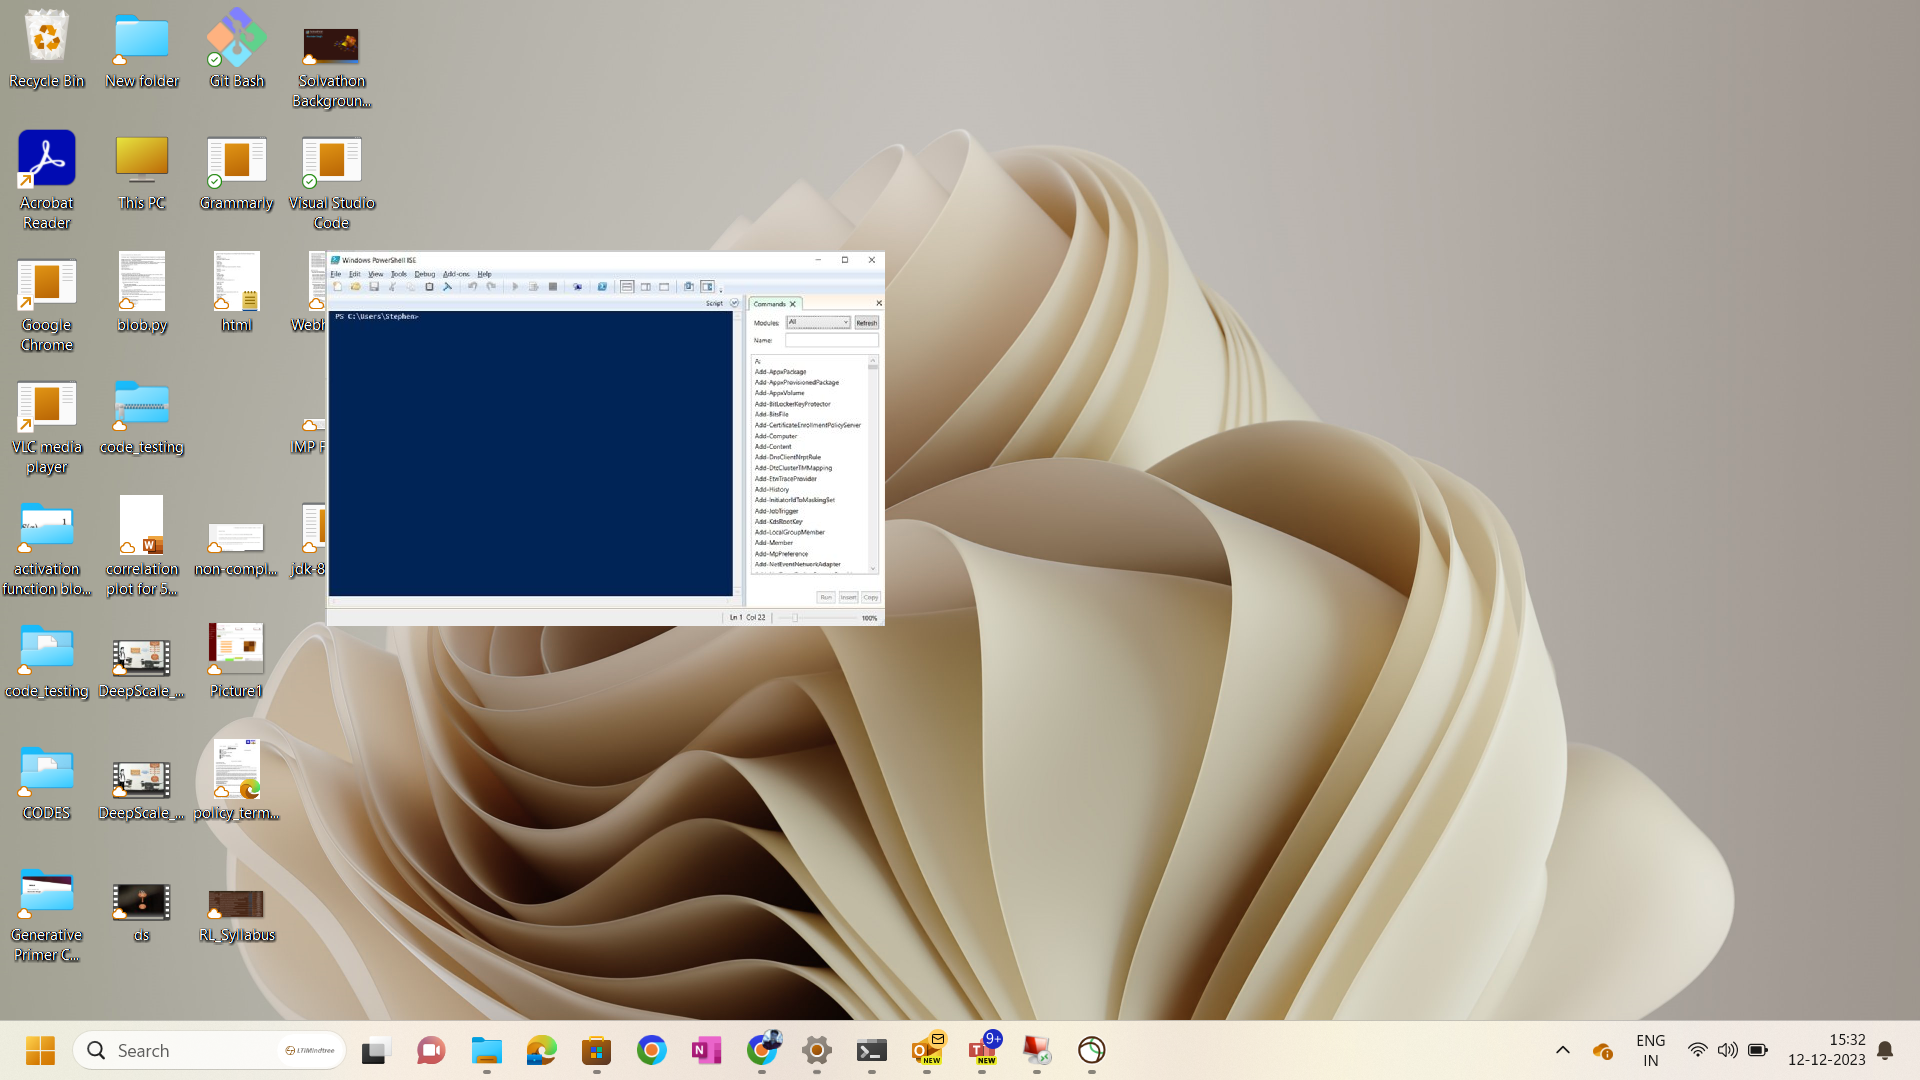 Recycle Bin
New folder
Git Bash
Solvathon
Backgroun...
Acrobat
Reader
This PC
Grammarly
Visual Studio
Code
Google
Chrome
blob.py
html
Webh
VLC media
player
code_testing
IMP F
activation
function blo...
correlation
plot for 5...
non-compl...
jdk-8
code_testing
DeepScale_...
Picture1
CODES
DeepScale_...
policy_term...
Generative
Primer C...
ds
RL_Syllabus
Windows PowerShell ISE
File Edit View Tools Debug Add-ons Help
Script
PS C:\Users\Stephen>
Commands
Modules: All Refresh
Name:
A:
Add-AppxPackage
Add-AppxProvisionedPackage
Add-AppxVolume
Add-BitLockerKeyProtector
Add-BitsFile
Add-CertificateEnrollmentPolicyServer
Add-Computer
Add-Content
Add-DnsClientNrptRule
Add-DtcClusterTMMapping
Add-EtwTraceProvider
Add-History
Add-InitiatorIdToMaskingSet
Add-JobTrigger
Add-KdsRootKey
Add-LocalGroupMember
Add-Member
Add-MpPreference
Add-NetEventNetworkAdapter
Run Insert Copy
Ln 1 Col 22 100%
Search
LTIMindtree
NEW
9+
NEW
ENG
IN
15:32
12-12-2023